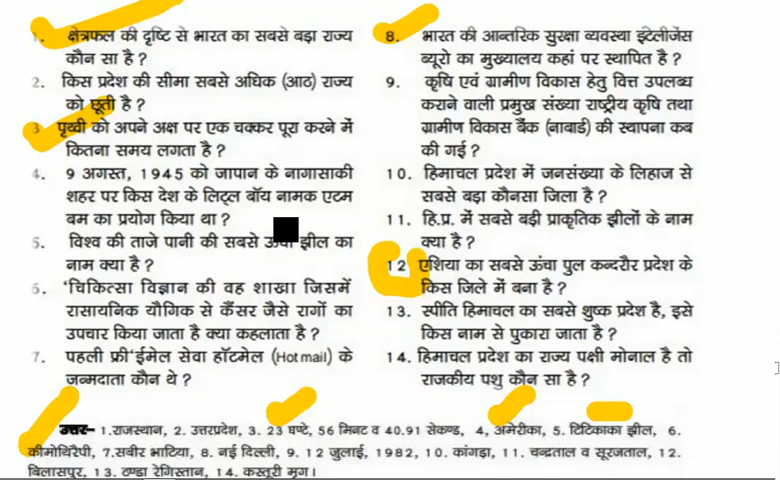 1. क्षेत्रफल की दृष्टि से भारत का सबसे बड़ा राज्य
कौन सा है ?
2. किस प्रदेश की सीमा सबसे अधिक (आठ) राज्य
को छूती है ?
3. पृथ्वी को अपने अक्ष पर एक चक्कर पूरा करने में
कितना समय लगता है ?
4. 9 अगस्त, 1945 को जापान के नागासाकी
शहर पर किस देश के लिट्ल बॉय नामक एटम
बम का प्रयोग किया था ?
5. विश्व की ताजे पानी की सबसे झील का
नाम क्या है ?
6. 'चिकित्सा विज्ञान की वह शाखा जिसमें
रासायनिक यौगिक से कैंसर जैसे रागों का
उपचार किया जाता है क्या कहलाता है ?
7. पहली फ्री'ईमेल सेवा हॉटमेल (Hotmail) के
जन्मदाता कौन थे ?
8. भारत की आन्तरिक सुरक्षा व्यवस्था इंटेलीजेंस
ब्यूरो का मुख्यालय कहां पर स्थापित है ?
9. कृषि एवं ग्रामीण विकास हेतु वित्त उपलब्ध
कराने वाली प्रमुख संख्या राष्ट्रीय कृषि तथा
ग्रामीण विकास बैंक (नाबार्ड) की स्थापना कब
की गई ?
10. हिमाचल प्रदेश में जनसंख्या के लिहाज से
सबसे बड़ा कौनसा जिला है ?
11. हि.प्र. में सबसे बड़ी प्राकृतिक झीलों के नाम
क्या है ?
12 एशिया का सबसे ऊंचा पुल कन्दरौर प्रदेश के
किस जिले में बना है ?
13. स्पीति हिमाचल का सबसे शुष्क प्रदेश है, इसे
किस नाम से पुकारा जाता है ?
14. हिमाचल प्रदेश का राज्य पक्षी मोनाल है तो
राजकीय पशु कौन सा है ?
उत्तर– 1.राजस्थान, 2. उत्तरप्रदेश, 3. 23 घण्टे, 56 मिनट व 40.91 सेकण्ड, 4, अमेरीका, 5. टिटिकाका झील, 6.
कीमोथिरैपी, 7.सबीर भाटिया, 8. नई दिल्ली, 9. 12 जुलाई, 1982, 10. कांगड़ा, 11. चन्द्रताल व सूरजताल, 12.
बिलासपुर, 13. ठण्डा रेगिस्तान, 14. कस्तूरी मृग।